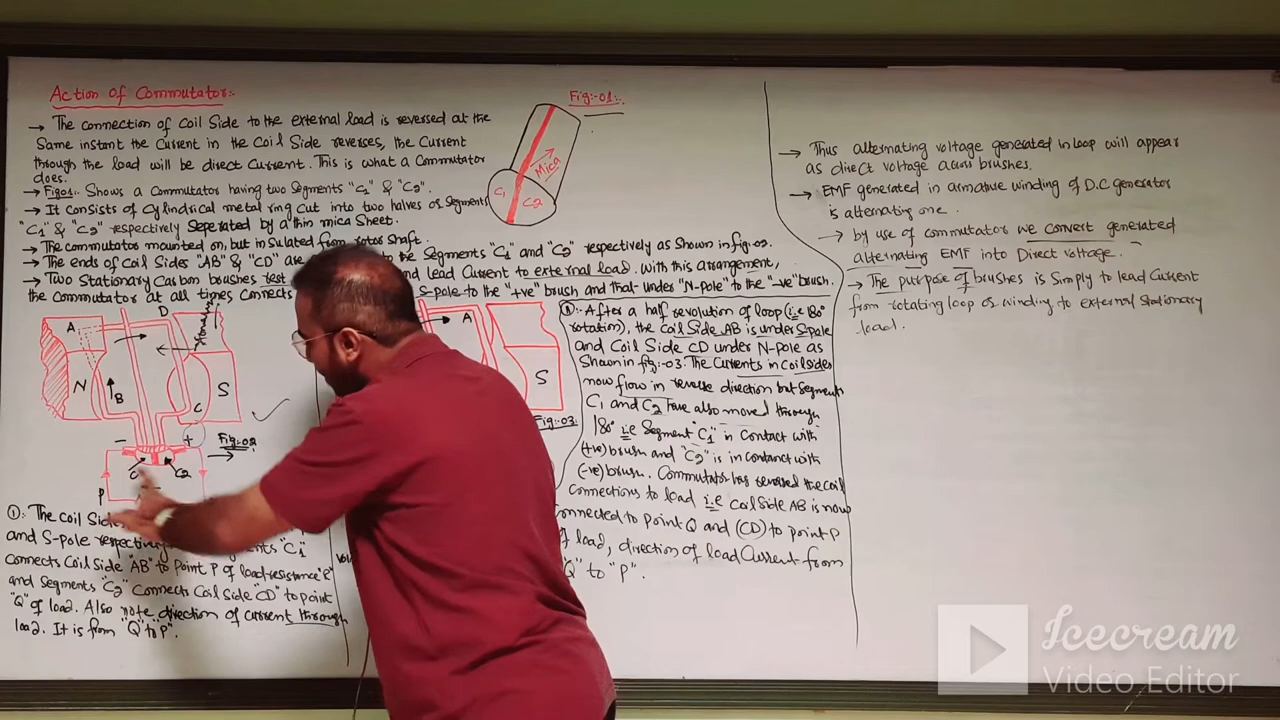 Action of Commutator:-
→ The connection of Coil Side to the external load is reversed at the
Same instant the Current in the Coil Side reverses, the Current
through the load will be direct Current. This is what a Commutator
does.
→ Fig:01. Shows a Commutator having two Segments "C1" & "C2".
→ It consists of Cylindrical metal ring cut into two halves or Segments
"C1" & "C2" respectively Seperated by a thin mica Sheet.
→ The commutator mounted on, but insulated from rotor shaft.
→ The ends of Coil Sides "AB" & "CD" are to the Segments "C1" and "C2" respectively as Shown in fig:02.
→ Two Stationary Carbon brushes rest and lead Current to external load. With this arrangement,
the Commutator at all times connects S-pole to the "+ve" brush and that under "N-pole" to the "-ve" brush.
Fig:-01.
Mica
C1
C2
A
D
N
B
S
C
-
+
Fig:-02
C2
P
①:- The Coil Side
and S-pole respectively Segments "C1"
Connects Coil Side "AB" to Point P of load resistance "R"
and Segments "C2" Connects Coil Side "CD" to point
"Q" of load. Also note direction of current through
load. It is from "Q" to P".
A
S
Fig:-03.
After a half revolution of loop (i.e 180°
rotation), the Coil Side AB is under S-pole
and Coil Side CD under N-pole as
Shown in fig:-03. The Currents in Coil sides
now flow in reverse direction but Segments
C1 and C2 have also moved through
180° i.e Segment "C1" in Contact with
(+ve) brush and "C2" is in contanct with
(-ve) brush. Commutator has reversed the coil
Connections to load i.e Coil Side AB is now
connected to point Q and (CD) to point P
of load, direction of load Current from
"Q" to "P".
→ Thus alternating voltage generated in loop will appear
as direct voltage across brushes.
→ EMF generated in armature winding of D.C generator
is alternating one.
→ by use of commutator we convert generated
alternating EMF into Direct voltage.
→ The purpose of brushes is Simply to lead Current
from rotating loop or winding to external Stationary
load.
Icecream
Video Editor